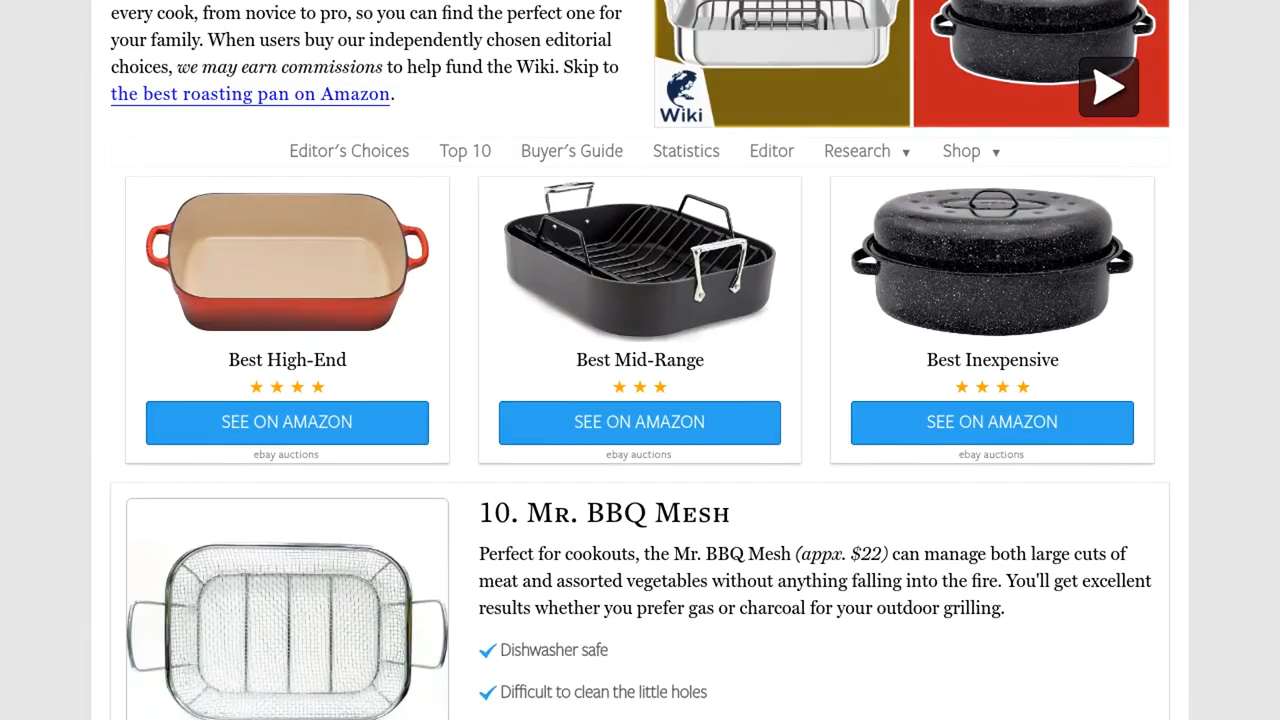 every cook, from novice to pro, so you can find the perfect one for
your family. When users buy our independently chosen editorial
choices, we may earn commissions to help fund the Wiki. Skip to
the best roasting pan on Amazon.
Wiki
Editor's Choices Top 10 Buyer's Guide Statistics Editor Research ▼ Shop ▼
Best High-End
★ ★ ★ ★
SEE ON AMAZON
ebay auctions
Best Mid-Range
★ ★ ★
SEE ON AMAZON
ebay auctions
Best Inexpensive
★ ★ ★ ★
SEE ON AMAZON
ebay auctions
10. Mr. BBQ Mesh
Perfect for cookouts, the Mr. BBQ Mesh (appx. $22) can manage both large cuts of
meat and assorted vegetables without anything falling into the fire. You'll get excellent
results whether you prefer gas or charcoal for your outdoor grilling.
Dishwasher safe
Difficult to clean the little holes